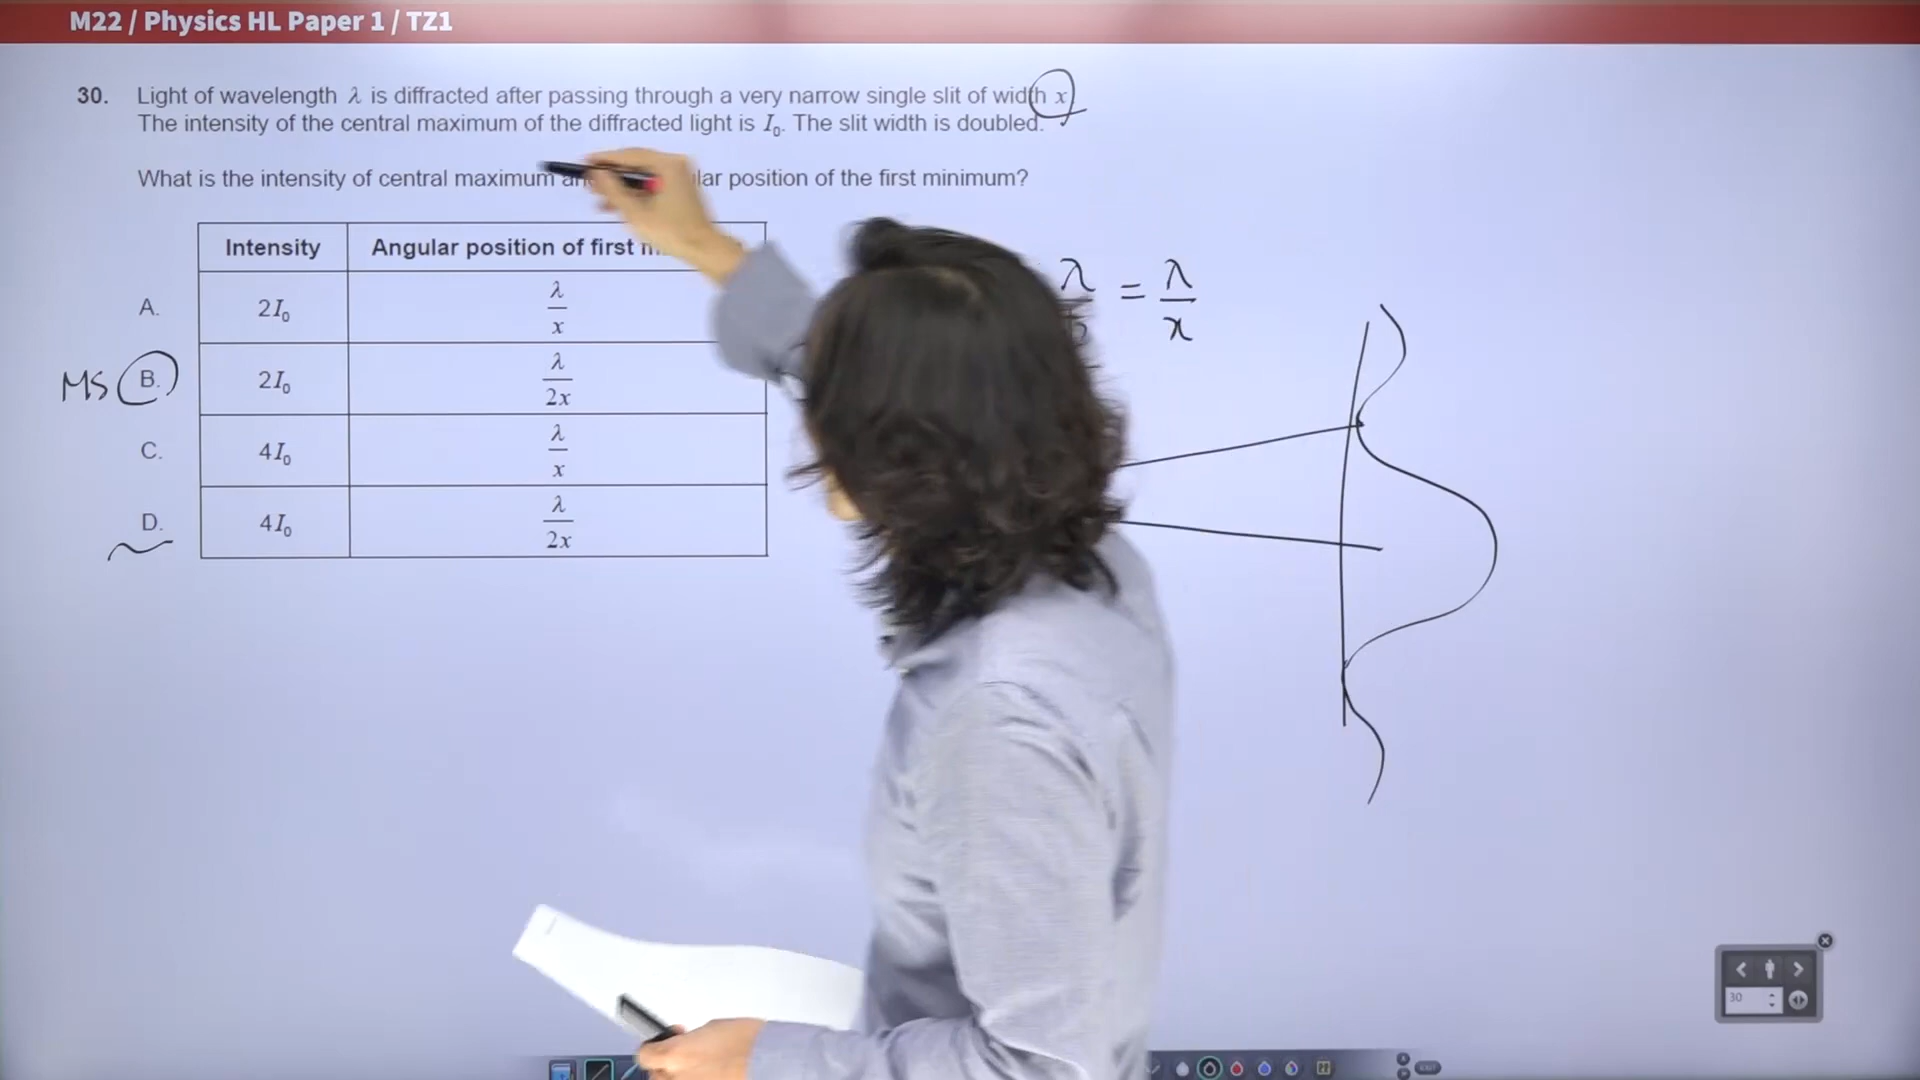 M22 / Physics HL Paper 1 / TZ1
30. Light of wavelength λ is diffracted after passing through a very narrow single slit of width x.
The intensity of the central maximum of the diffracted light is I₀. The slit width is doubled.
What is the intensity of central maximum lar position of the first minimum?
Intensity Angular position of first
A. 2I₀ λ/x
MS B. 2I₀ λ/2x
C. 4I₀ λ/x
D. 4I₀ λ/2x
λ = λ/x
30